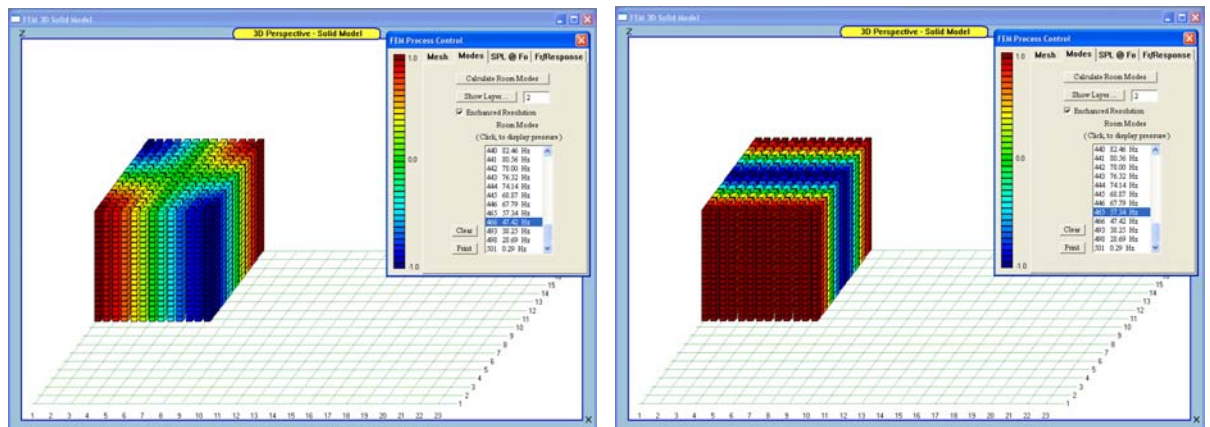 FEM 3D Solid Model
Z
3D Perspective - Solid Model
FEM Process Control
Mesh Modes SPL @ Fo Fr/Response
Calculate Room Modes
Show Layer... 2
Enchanced Resolution
Room Modes
(Click, to display pressure)
440 82.46 Hz
441 80.56 Hz
442 78.00 Hz
443 76.32 Hz
444 74.14 Hz
445 68.87 Hz
446 67.79 Hz
465 57.34 Hz
466 47.42 Hz
493 38.25 Hz
498 28.69 Hz
501 0.29 Hz
Clear
Print
1.0
0.0
-1.0
15
14
13
12
11
10
9
8
7
6
5
4
3
2
1
1 2 3 4 5 6 7 8 9 10 11 12 13 14 15 16 17 18 19 20 21 22 23
X
FEM 3D Solid Model
Z
3D Perspective - Solid Model
FEM Process Control
Mesh Modes SPL @ Fo Fr/Response
Calculate Room Modes
Show Layer... 2
Enchanced Resolution
Room Modes
(Click, to display pressure)
440 82.46 Hz
441 80.56 Hz
442 78.00 Hz
443 76.32 Hz
444 74.14 Hz
445 68.87 Hz
446 67.79 Hz
465 57.34 Hz
466 47.42 Hz
493 38.25 Hz
498 28.69 Hz
501 0.29 Hz
Clear
Print
1.0
0.0
-1.0
15
14
13
12
11
10
9
8
7
6
5
4
3
2
1
1 2 3 4 5 6 7 8 9 10 11 12 13 14 15 16 17 18 19 20 21 22 23
X